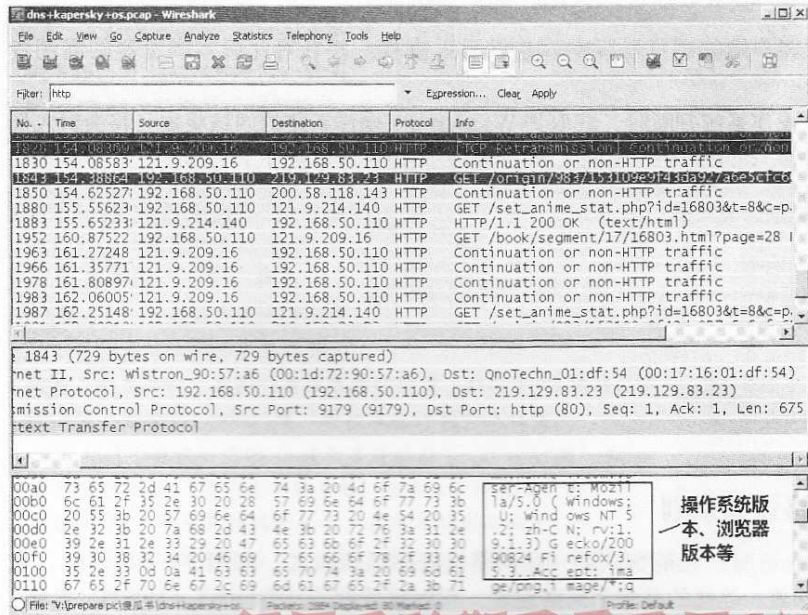 dns+kapersky+os.pcap - Wireshark
File Edit View Go Capture Analyze Statistics Telephony Tools Help
Filter: http Expression... Clear Apply
No. - Time Source Destination Protocol Info
1830 154.08583 121.9.209.16 192.168.50.110 HTTP Continuation or non-HTTP traffic
1843 154.38864 192.168.50.110 219.129.83.23 HTTP GET /origin/983/153109e9f43da927a6e5cfc6
1850 154.62527 192.168.50.110 200.58.118.143 HTTP Continuation or non-HTTP traffic
1880 155.55623 192.168.50.110 121.9.214.140 HTTP GET /set_anime_stat.php?id=16803&t=8&c=p.
1883 155.65233 121.9.214.140 192.168.50.110 HTTP HTTP/1.1 200 OK (text/html)
1952 160.87522 192.168.50.110 121.9.209.16 HTTP GET /book/segment/17/16803.html?page=28
1963 161.27248 121.9.209.16 192.168.50.110 HTTP Continuation or non-HTTP traffic
1966 161.35771 121.9.209.16 192.168.50.110 HTTP Continuation or non-HTTP traffic
1978 161.80897 121.9.209.16 192.168.50.110 HTTP Continuation or non-HTTP traffic
1983 162.06005 121.9.209.16 192.168.50.110 HTTP Continuation or non-HTTP traffic
1987 162.25148 192.168.50.110 121.9.214.140 HTTP GET /set_anime_stat.php?id=16803&t=8&c=p.
e 1843 (729 bytes on wire, 729 bytes captured)
rnet II, Src: Wistron_90:57:a6 (00:1d:72:90:57:a6), Dst: QnoTechn_01:df:54 (00:17:16:01:df:54)
rnet Protocol, Src: 192.168.50.110 (192.168.50.110), Dst: 219.129.83.23 (219.129.83.23)
smission Control Protocol, Src Port: 9179 (9179), Dst Port: http (80), Seq: 1, Ack: 1, Len: 675
rtext Transfer Protocol
00a0 73 65 72 2d 41 67 65 6e 74 3a 20 4d 6f 7a 69 6c ser-Agen t: Mozil
00b0 6c 61 2f 35 2e 30 20 28 57 69 6e 64 6f 77 73 3b la/5.0 ( Windows;
00c0 20 55 3b 20 57 69 6e 64 6f 77 73 20 4e 54 20 35 U; Wind ows NT 5
00d0 2e 32 3b 20 7a 68 2d 43 4e 3b 20 72 76 3a 31 2e .2; zh-C N; rv:1.
00e0 39 2e 31 2e 33 29 20 47 65 63 6b 6f 2f 32 30 30 9.1.3) G ecko/200
00f0 39 30 38 32 34 20 46 69 72 65 66 6f 78 2f 33 2e 90824 Fi refox/3.
0100 35 2e 33 0d 0a 41 63 63 65 70 74 3a 20 69 6d 61 5.3..Acc ept: ima
0110 67 65 2f 70 6e 67 2c 69 6d 61 67 65 2f 2a 3b 71 ge/png,i mage/*;q
操作系统版
本、浏览器
版本等
File: "V:\prepare pic\傻瓜书\dns+kapersky+os Profile: Default